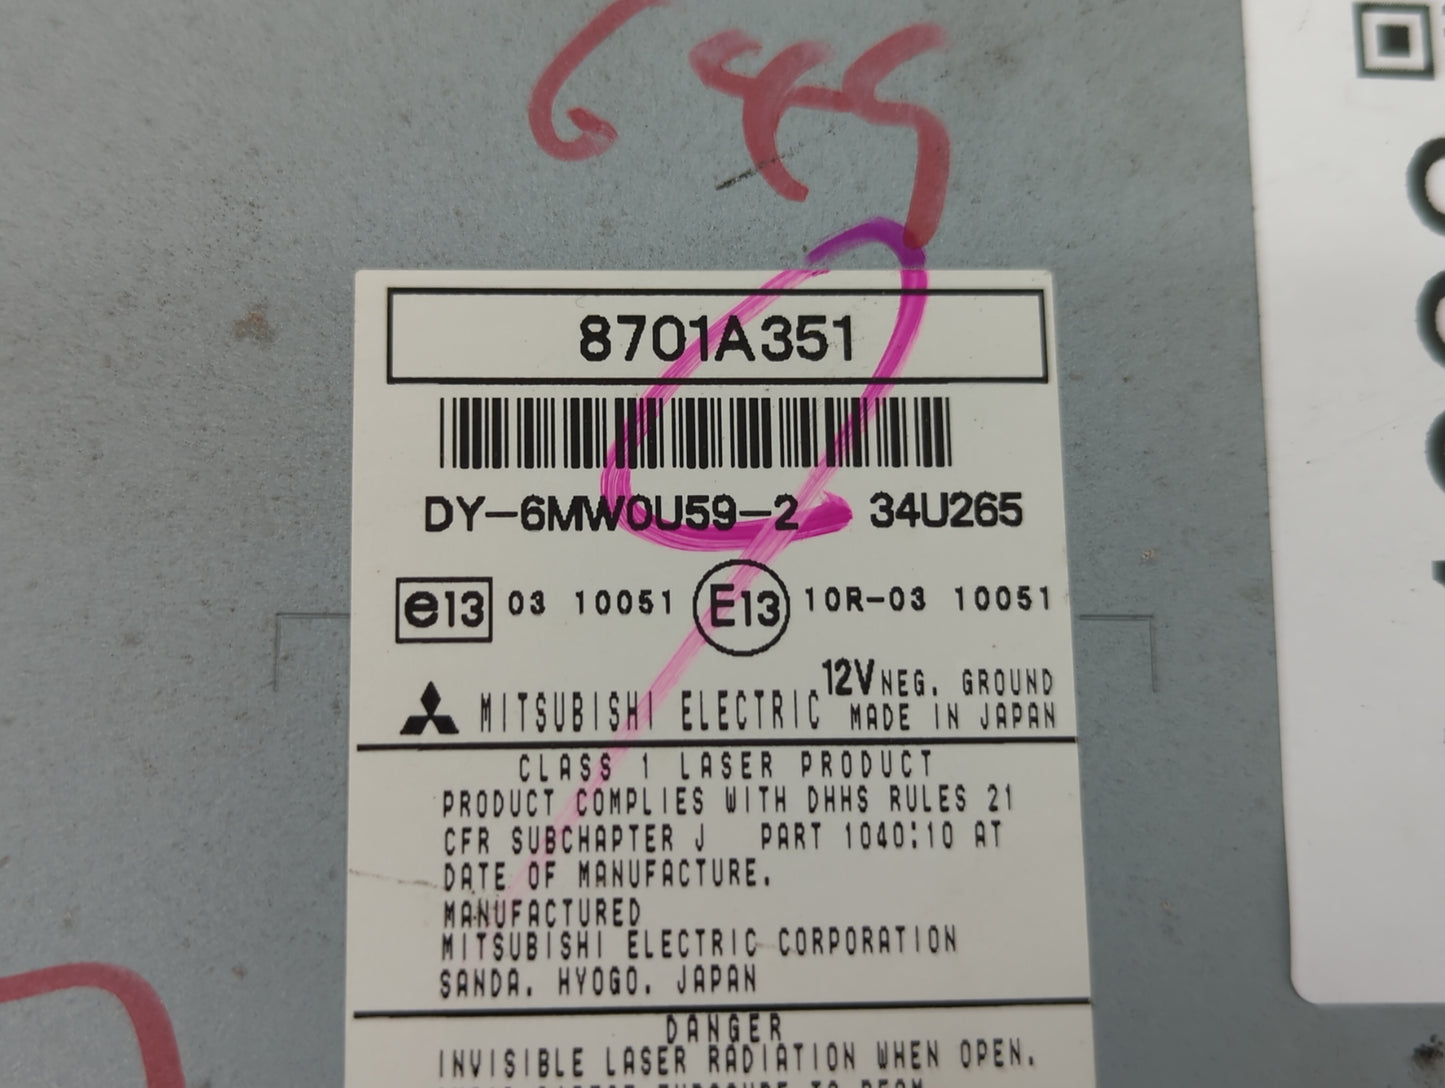 645
8701A351
DY-6MW0U59-2 34U265
e13 03 10051 E13 10R-03 10051
MITSUBISHI ELECTRIC 12V NEG. GROUND
MADE IN JAPAN
CLASS 1 LASER PRODUCT
PRODUCT COMPLIES WITH DHHS RULES 21
CFR SUBCHAPTER J PART 1040:10 AT
DATE OF MANUFACTURE.
MANUFACTURED
MITSUBISHI ELECTRIC CORPORATION
SANDA. HYOGO. JAPAN
DANGER
INVISIBLE LASER RADIATION WHEN OPEN.